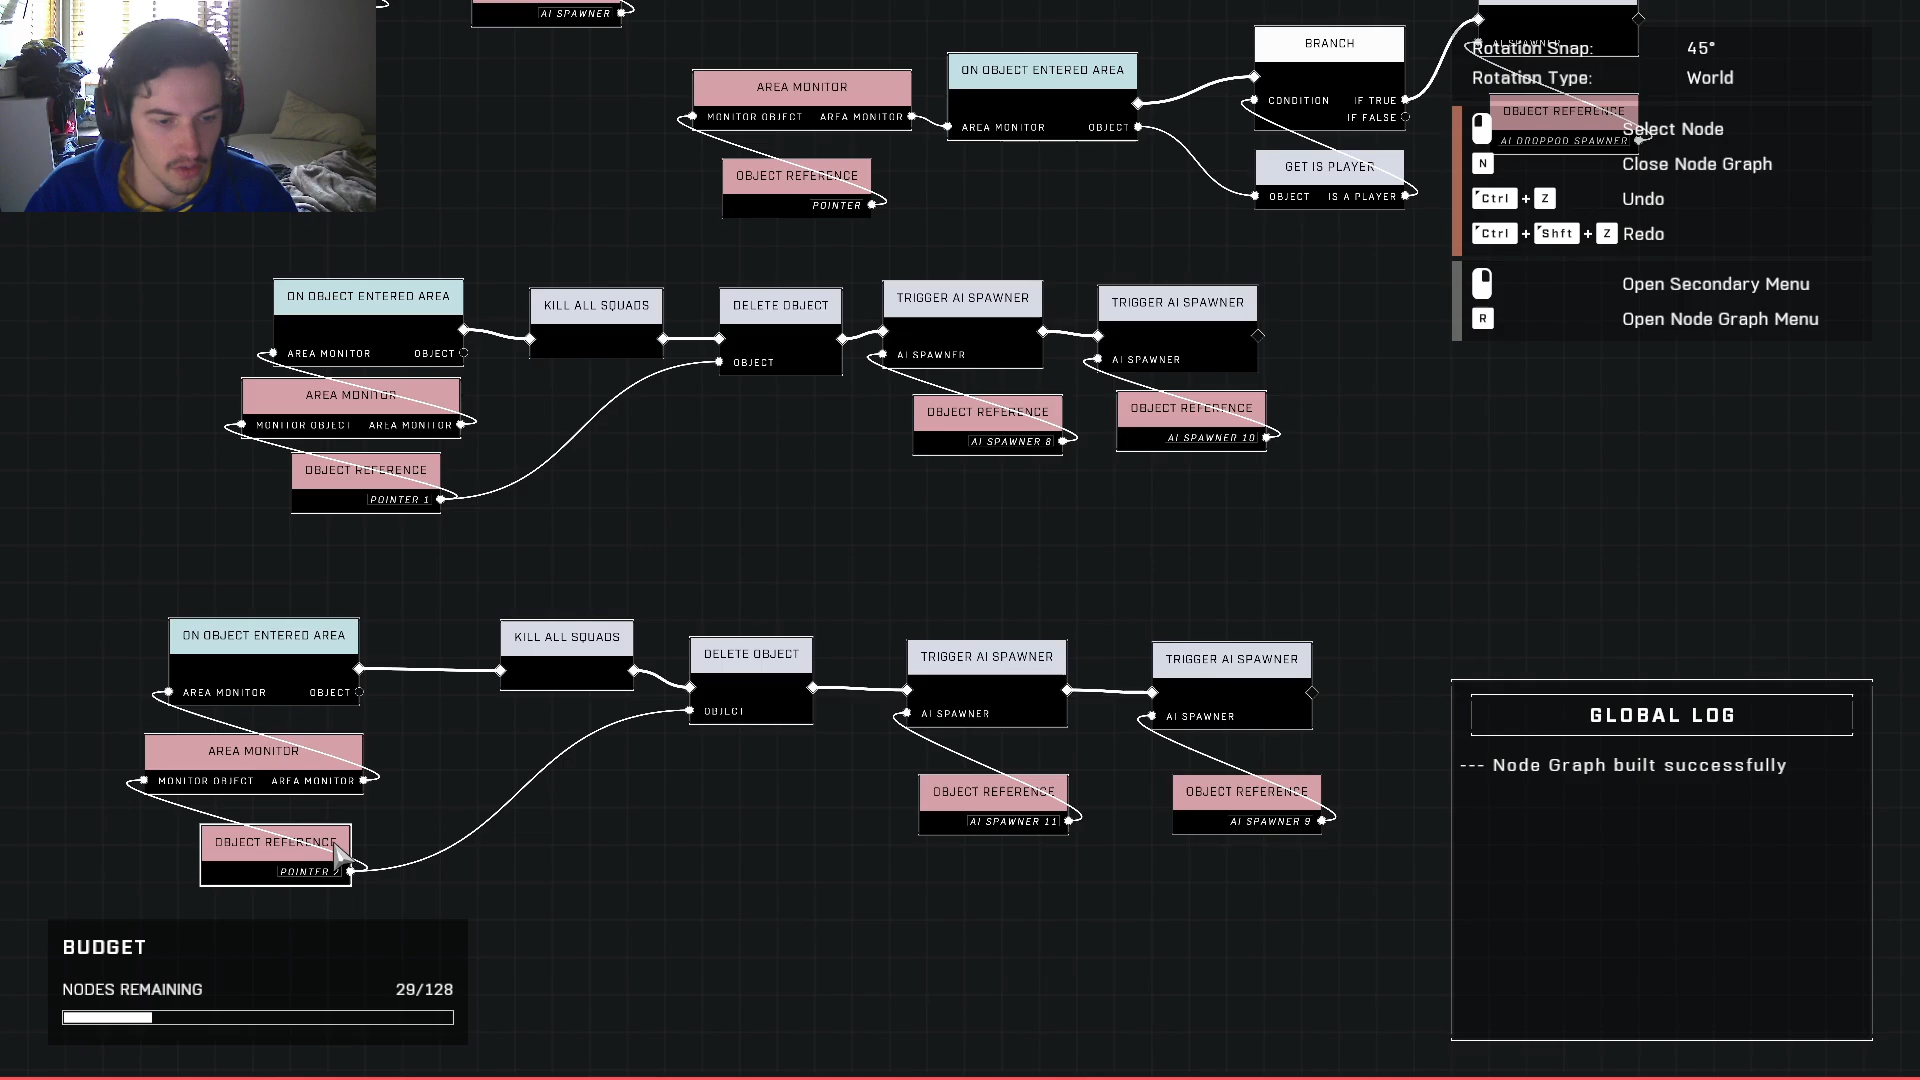 AI SPAWNER
AREA MONITOR
MONITOR OBJECT AREA MONITOR
OBJECT REFERENCE
POINTER
ON OBJECT ENTERED AREA
AREA MONITOR OBJECT
BRANCH
CONDITION IF TRUE
IF FALSE
GET IS PLAYER
OBJECT IS A PLAYER
AI SPAWNER
OBJECT REFERENCE
AI DROPPOD SPAWNER
Rotation Snap: 45°
Rotation Type: World
Select Node
N Close Node Graph
Ctrl + Z Undo
Ctrl + Shft + Z Redo
Open Secondary Menu
R Open Node Graph Menu
ON OBJECT ENTERED AREA
AREA MONITOR OBJECT
AREA MONITOR
MONITOR OBJECT AREA MONITOR
OBJECT REFERENCE
POINTER 1
KILL ALL SQUADS
DELETE OBJECT
OBJECT
TRIGGER AI SPAWNER
AI SPAWNER
OBJECT REFERENCE
AI SPAWNER 8
TRIGGER AI SPAWNER
AI SPAWNER
OBJECT REFERENCE
AI SPAWNER 10
ON OBJECT ENTERED AREA
AREA MONITOR OBJECT
AREA MONITOR
MONITOR OBJECT AREA MONITOR
OBJECT REFERENCE
POINTER 2
KILL ALL SQUADS
DELETE OBJECT
OBJECT
TRIGGER AI SPAWNER
AI SPAWNER
OBJECT REFERENCE
AI SPAWNER 11
TRIGGER AI SPAWNER
AI SPAWNER
OBJECT REFERENCE
AI SPAWNER 9
GLOBAL LOG
--- Node Graph built successfully
BUDGET
NODES REMAINING 29/128